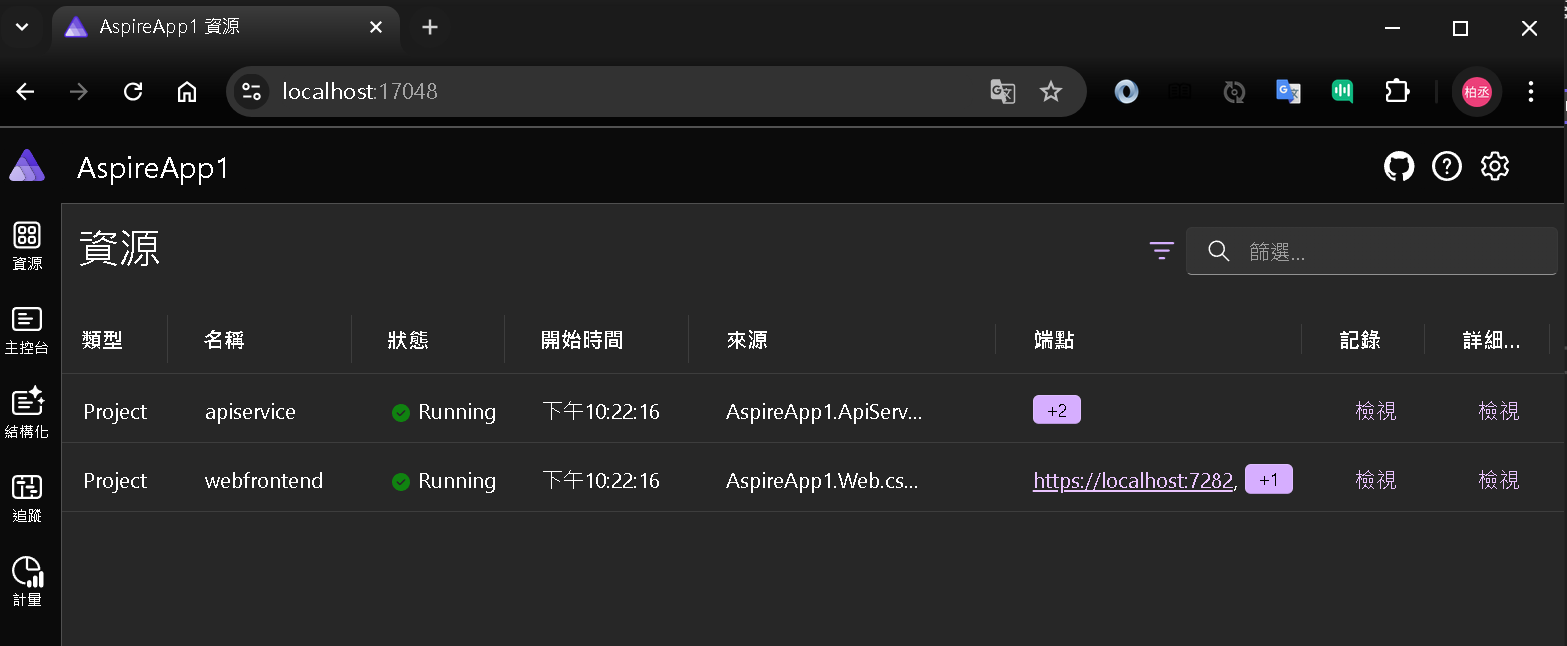 AspireApp1 資源
localhost:17048
柏丞
AspireApp1
資源
主控台
結構化
追蹤
計量
資源
篩選...
類型 名稱 狀態 開始時間 來源 端點 記錄 詳細...
Project apiservice Running 下午10:22:16 AspireApp1.ApiServ... +2 檢視 檢視
Project webfrontend Running 下午10:22:16 AspireApp1.Web.cs... https://localhost:7282, +1 檢視 檢視